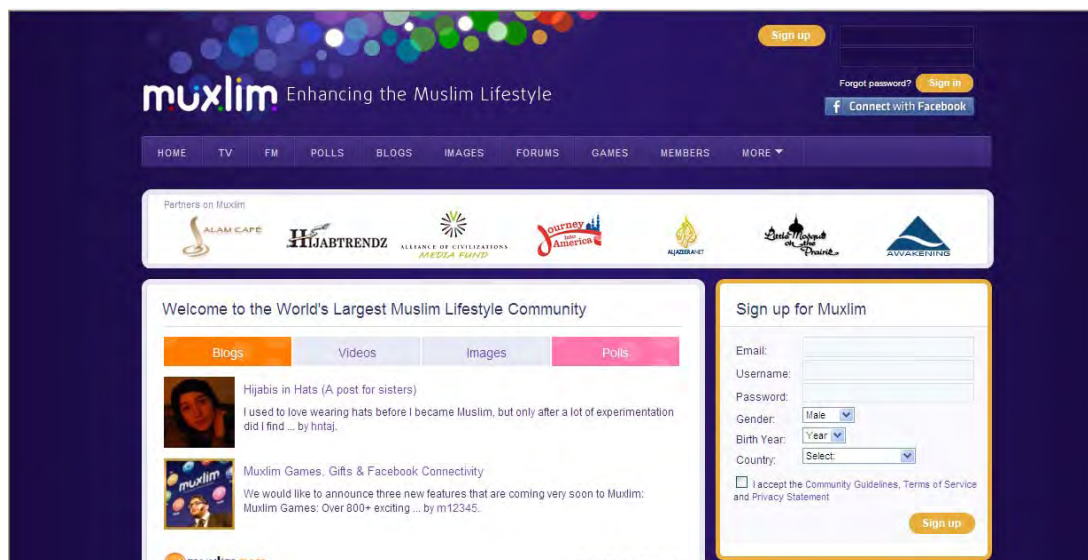 Sign up
muxlim Enhancing the Muslim Lifestyle
Forgot password? Sign in
f Connect with Facebook
HOME TV FM POLLS BLOGS IMAGES FORUMS GAMES MEMBERS MORE
Partners on Muxlim
ALAM CAFÉ
HIJABTRENDZ
ALLIANCE OF CIVILIZATIONS
MEDIA FUND
Journey
into
America
ALJAZEERA.NET
Little Mosque
on the
Prairie
AWAKENING
Welcome to the World's Largest Muslim Lifestyle Community
Blogs Videos Images Polls
Hijabis in Hats (A post for sisters)
I used to love wearing hats before I became Muslim, but only after a lot of experimentation
did I find ... by hntaj.
muxlim
Muxlim Games, Gifts & Facebook Connectivity
We would like to announce three new features that are coming very soon to Muxlim:
Muxlim Games: Over 800+ exciting ... by m12345.
Sign up for Muxlim
Email:
Username:
Password:
Gender: Male
Birth Year: Year
Country: Select:
I accept the Community Guidelines, Terms of Service
and Privacy Statement
Sign up